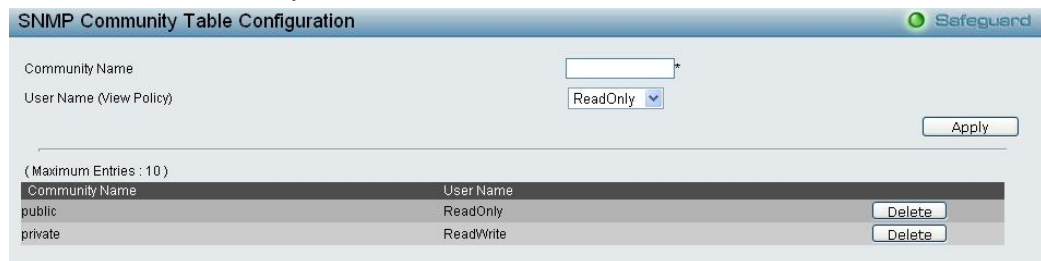 SNMP Community Table Configuration Safeguard
Community Name *
User Name (View Policy) ReadOnly
Apply
( Maximum Entries : 10 )
Community Name User Name
public ReadOnly Delete
private ReadWrite Delete